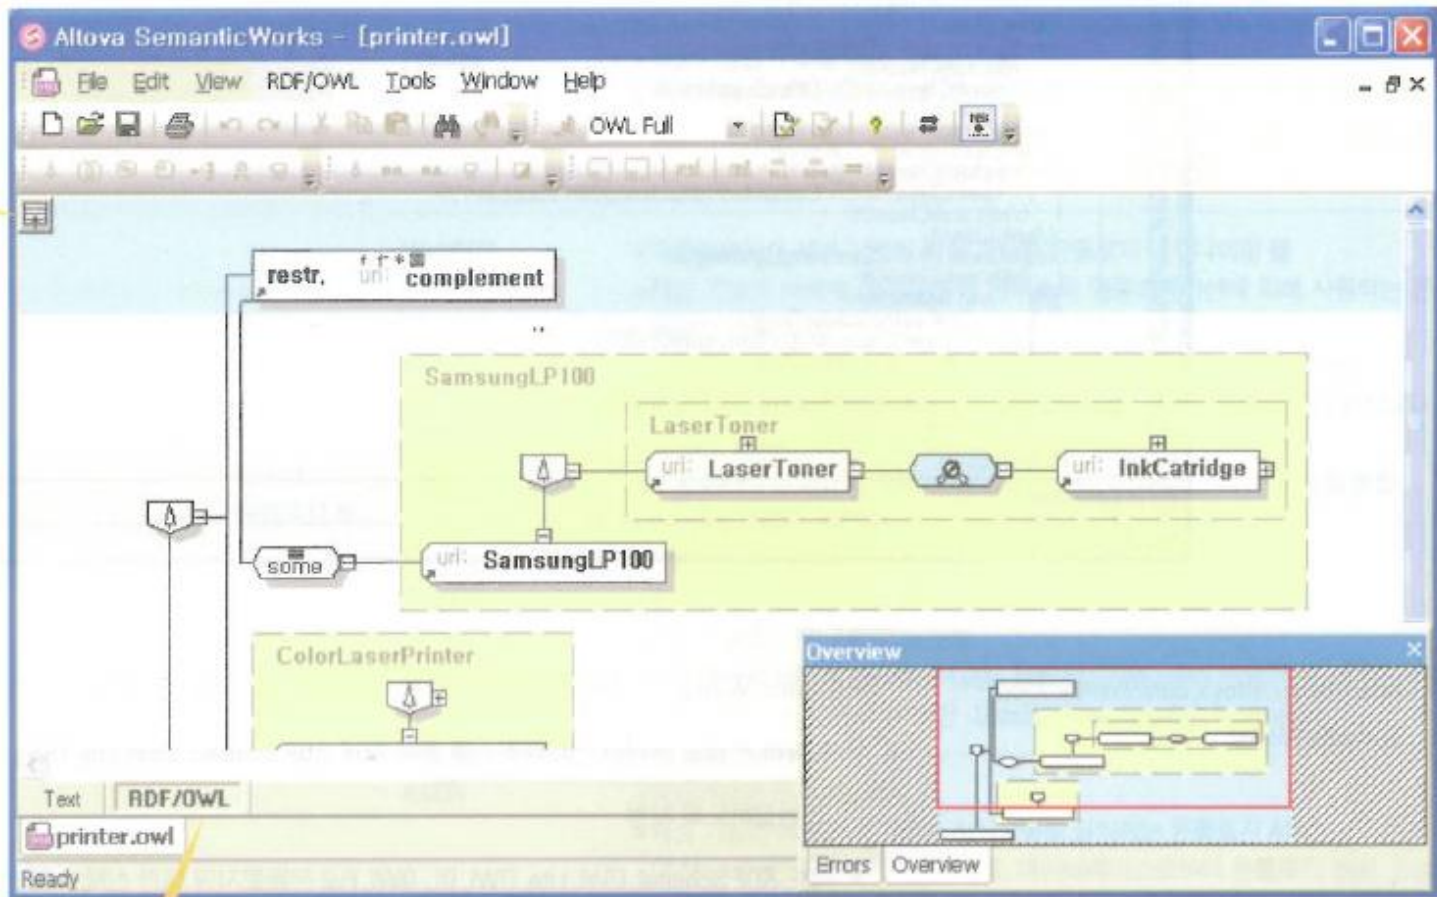 Altova SemanticWorks - [printer.owl]
File Edit View RDF/OWL Tools Window Help
OWL Full
restr. uri: complement
SamsungLP100
LaserToner
uri: LaserToner
uri: InkCatridge
some
uri: SamsungLP100
ColorLaserPrinter
Overview
Text RDF/OWL
printer.owl
Errors Overview
Ready